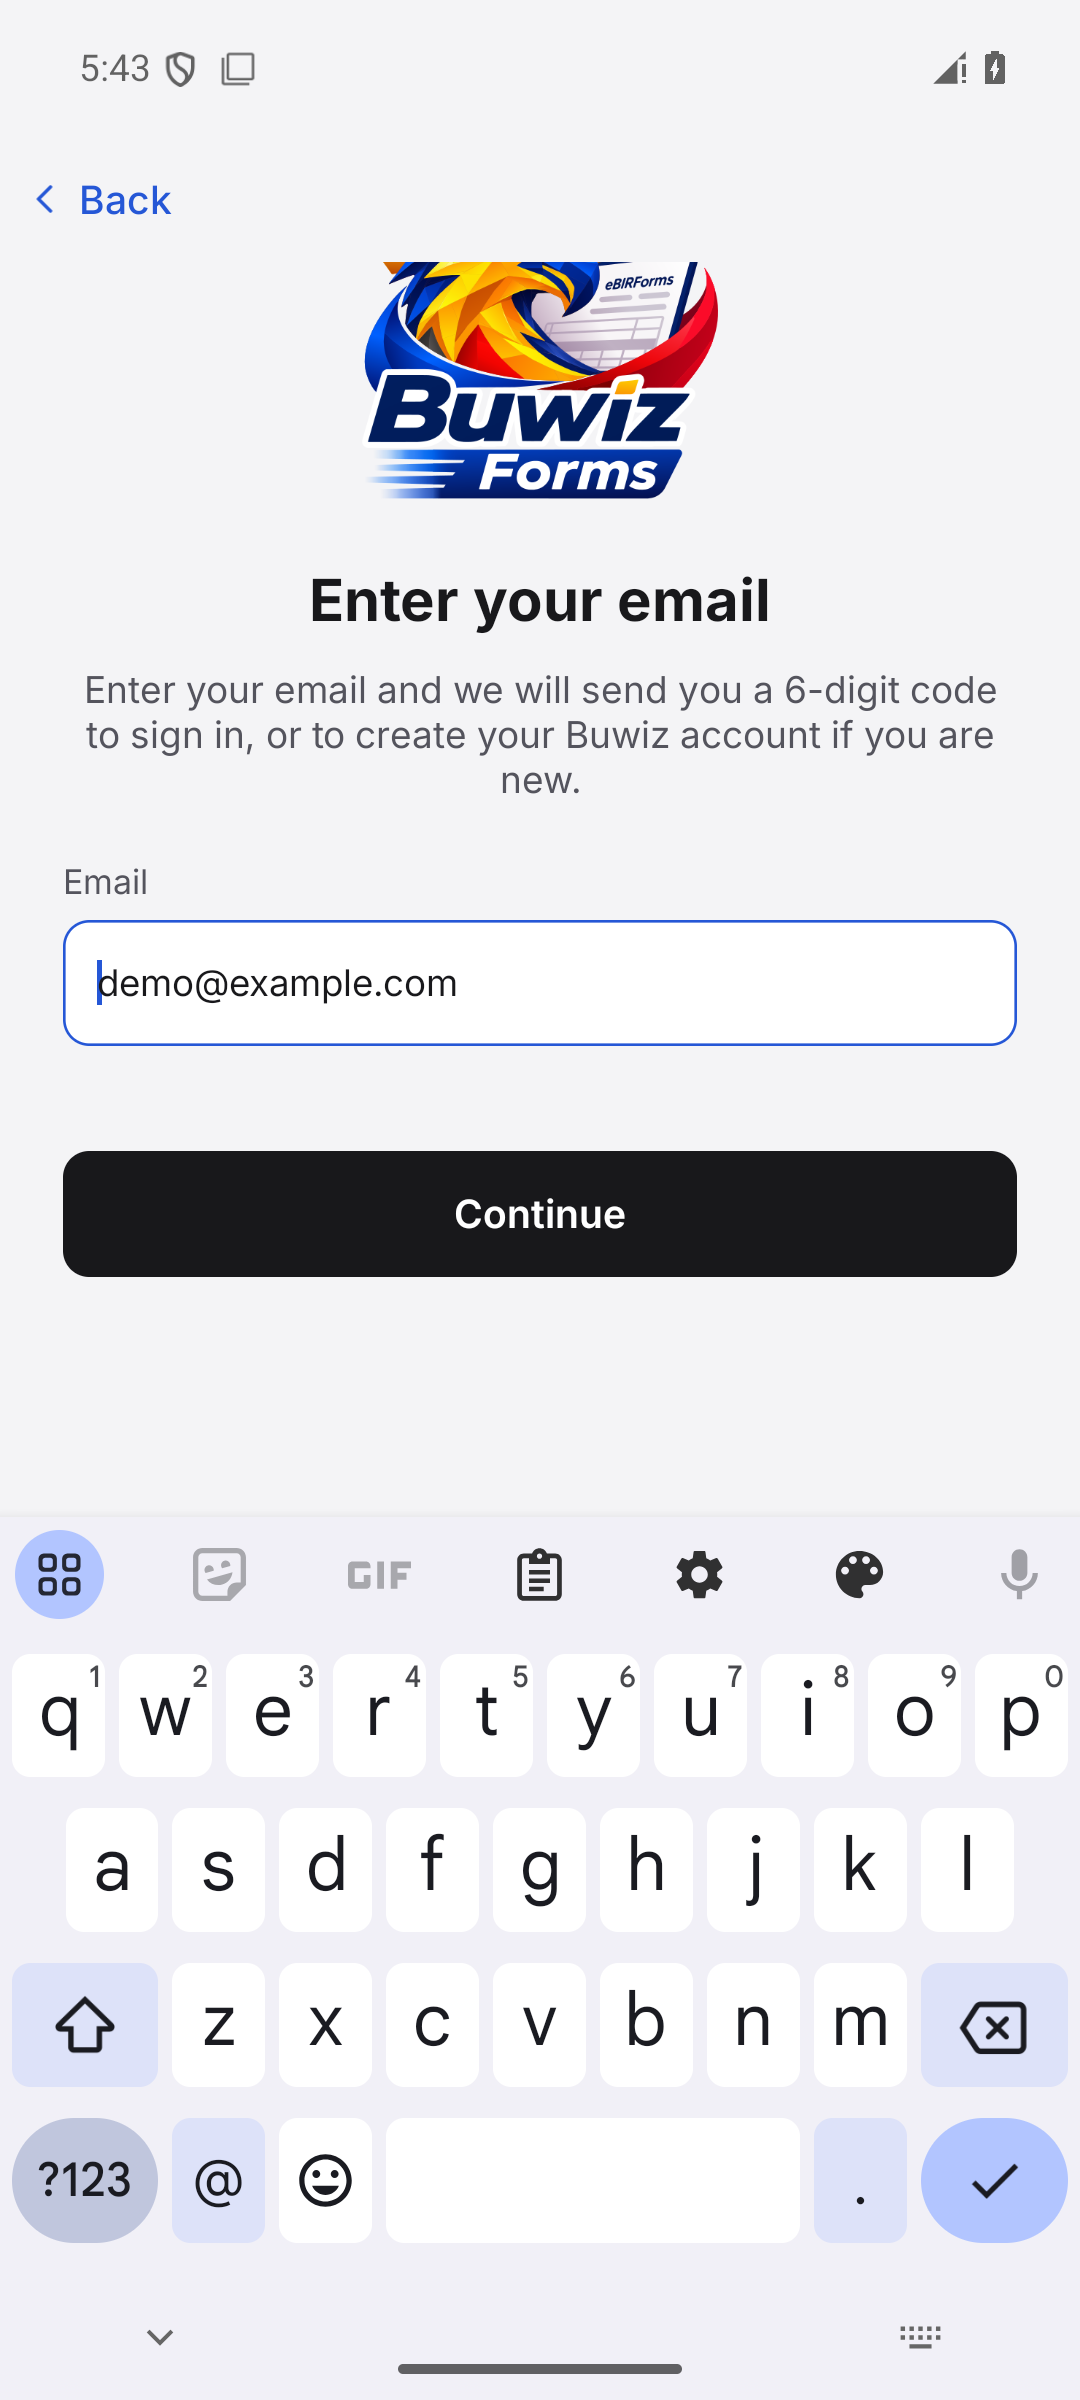 5:43
Back
eBIRForms
Buwiz
Forms
Enter your email
Enter your email and we will send you a 6-digit code
to sign in, or to create your Buwiz account if you are
new.
Email
demo@example.com
Continue
GIF
q1 w2 e3 r4 t5 y6 u7 i8 o9 p0
a s d f g h j k l
z x c v b n m
?123 @ .